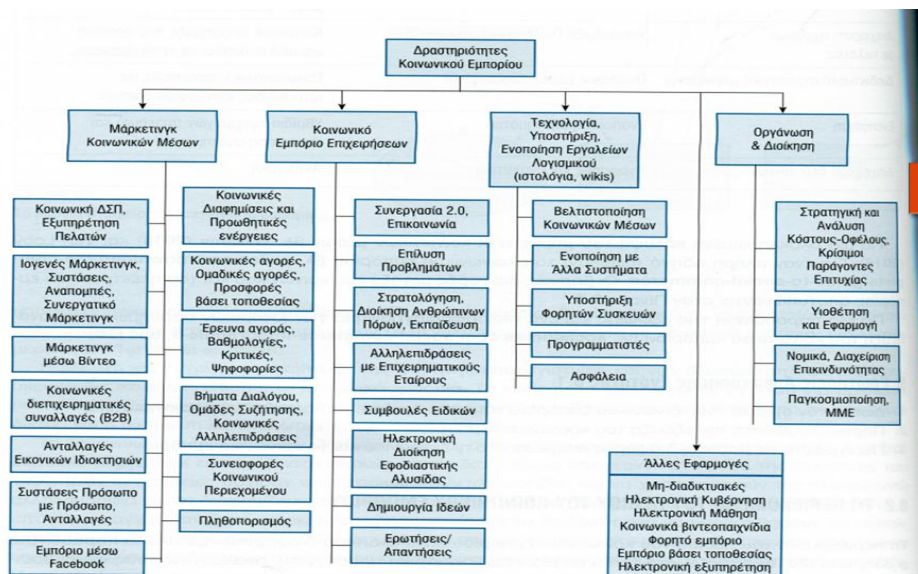 Δραστηριότητες
Κοινωνικού Εμπορίου
Μάρκετινγκ
Κοινωνικών Μέσων
Κοινωνική ΔΣΠ,
Εξυπηρέτηση
Πελατών
Ιογενές Μάρκετινγκ,
Συστάσεις,
Αναπομπές,
Συνεργατικό
Μάρκετινγκ
Μάρκετινγκ
μέσω Βίντεο
Κοινωνικές
διεπιχειρηματικές
συναλλαγές (B2B)
Ανταλλαγές
Εικονικών Ιδιοκτησιών
Συστάσεις Πρόσωπο
με Πρόσωπο,
Ανταλλαγές
Εμπόριο μέσω
Facebook
Κοινωνικές
Διαφημίσεις και
Προωθητικές
ενέργειες
Κοινωνικές αγορές,
Ομαδικές αγορές,
Προσφορές
βάσει τοποθεσίας
Έρευνα αγοράς,
Βαθμολογίες,
Κριτικές,
Ψηφοφορίες
Βήματα Διαλόγου,
Ομάδες Συζήτησης,
Κοινωνικές
Αλληλεπιδράσεις
Συνεισφορές
Κοινωνικού
Περιεχομένου
Πληθοπορισμός
Κοινωνικό
Εμπόριο Επιχειρήσεων
Συνεργασία 2.0,
Επικοινωνία
Επίλυση
Προβλημάτων
Στρατολόγηση,
Διοίκηση Ανθρώπινων
Πόρων, Εκπαίδευση
Αλληλεπιδράσεις
με Επιχειρηματικούς
Εταίρους
Συμβουλές Ειδικών
Ηλεκτρονική
Διοίκηση
Εφοδιαστικής
Αλυσίδας
Δημιουργία Ιδεών
Ερωτήσεις/
Απαντήσεις
Τεχνολογία,
Υποστήριξη,
Ενοποίηση Εργαλείων
Λογισμικού
(ιστολόγια, wikis)
Βελτιστοποίηση
Κοινωνικών Μέσων
Ενοποίηση με
Άλλα Συστήματα
Υποστήριξη
Φορητών Συσκευών
Προγραμματιστές
Ασφάλεια
Άλλες Εφαρμογές
Μη-διαδικτυακές
Ηλεκτρονική Κυβέρνηση
Ηλεκτρονική Μάθηση
Κοινωνικά βιντεοπαιχνίδια
Φορητό εμπόριο
Εμπόριο βάσει τοποθεσίας
Ηλεκτρονική εξυπηρέτηση
Οργάνωση
& Διοίκηση
Στρατηγική και
Ανάλυση
Κόστους-Οφέλους,
Κρίσιμοι
Παράγοντες
Επιτυχίας
Υιοθέτηση
και Εφαρμογή
Νομικά, Διαχείριση
Επικινδυνότητας
Παγκοσμιοποίηση,
ΜΜΕ